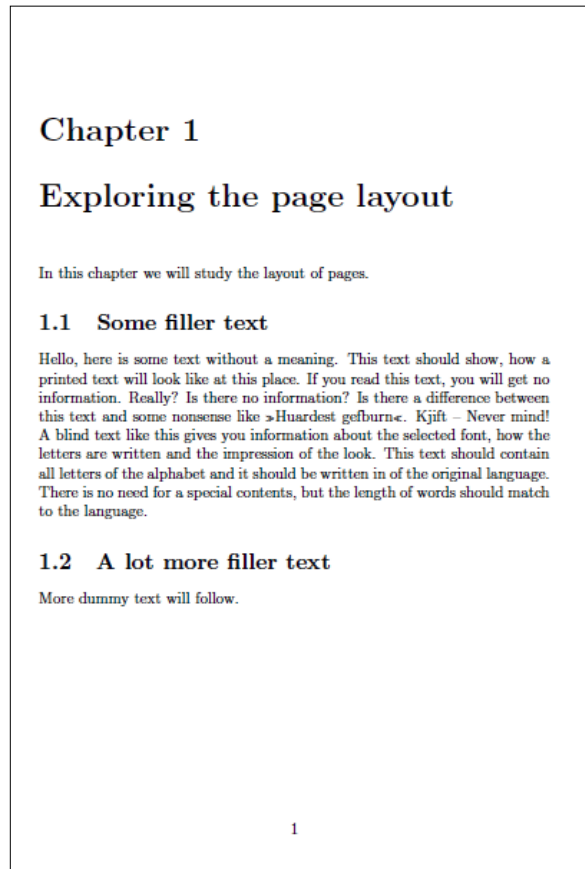 Chapter 1
Exploring the page layout
In this chapter we will study the layout of pages.
1.1 Some filler text
Hello, here is some text without a meaning. This text should show, how a
printed text will look like at this place. If you read this text, you will get no
information. Really? Is there no information? Is there a difference between
this text and some nonsense like »Huardest gefburn«. Kjift – Never mind!
A blind text like this gives you information about the selected font, how the
letters are written and the impression of the look. This text should contain
all letters of the alphabet and it should be written in of the original language.
There is no need for a special contents, but the length of words should match
to the language.
1.2 A lot more filler text
More dummy text will follow.
1